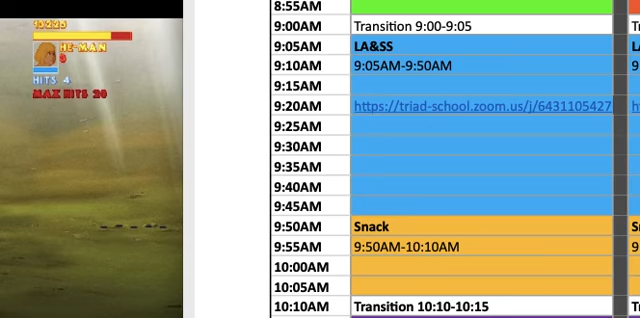 13225
HE-MAN
HITS 4
MAX HITS 20
8:55AM
9:00AM Transition 9:00-9:05
9:05AM LA&SS
9:10AM 9:05AM-9:50AM
9:15AM
9:20AM https://triad-school.zoom.us/j/6431105427
9:25AM
9:30AM
9:35AM
9:40AM
9:45AM
9:50AM Snack
9:55AM 9:50AM-10:10AM
10:00AM
10:05AM
10:10AM Transition 10:10-10:15